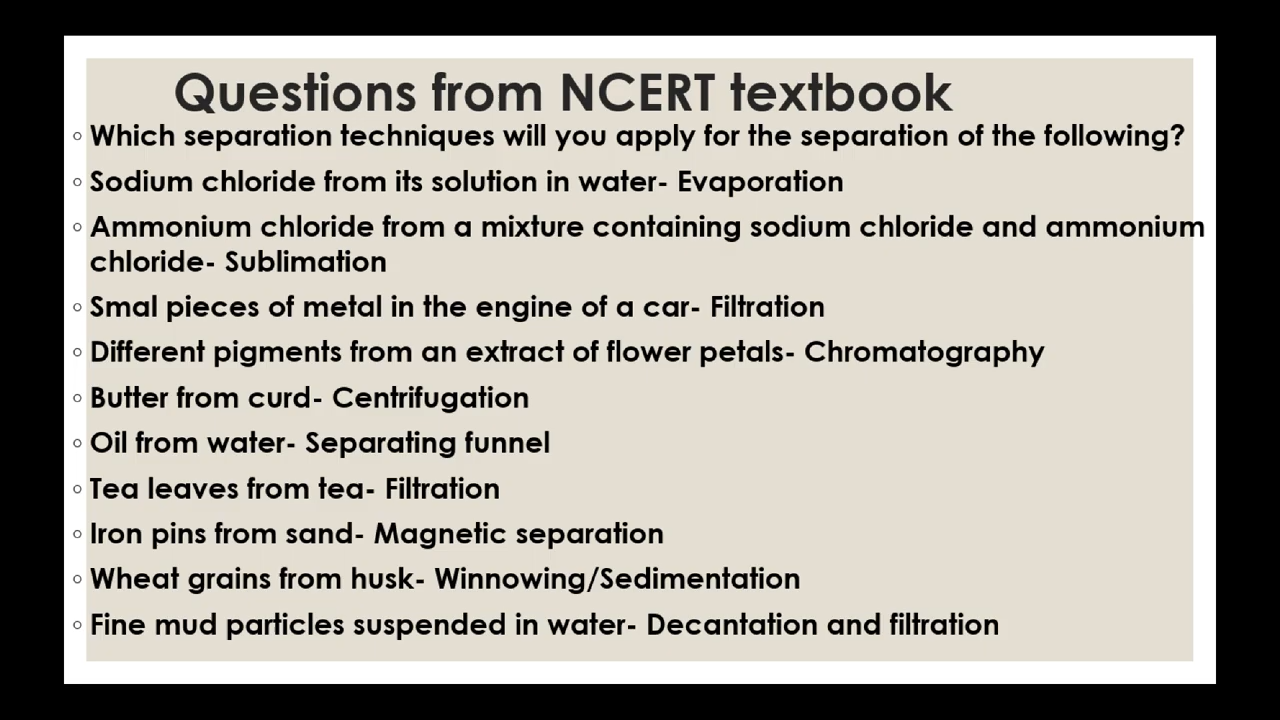 Questions from NCERT textbook
◦ Which separation techniques will you apply for the separation of the following?
◦ Sodium chloride from its solution in water- Evaporation
◦ Ammonium chloride from a mixture containing sodium chloride and ammonium
chloride- Sublimation
◦ Smal pieces of metal in the engine of a car- Filtration
◦ Different pigments from an extract of flower petals- Chromatography
◦ Butter from curd- Centrifugation
◦ Oil from water- Separating funnel
◦ Tea leaves from tea- Filtration
◦ Iron pins from sand- Magnetic separation
◦ Wheat grains from husk- Winnowing/Sedimentation
◦ Fine mud particles suspended in water- Decantation and filtration